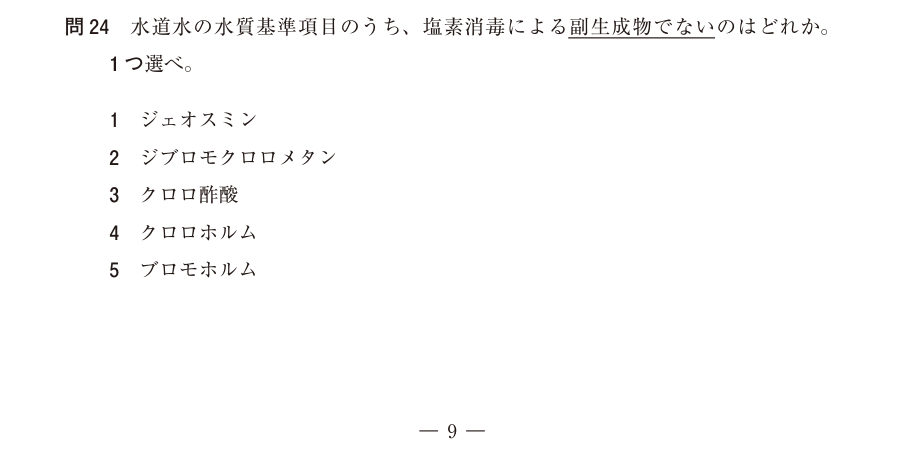 問 24　水道水の水質基準項目のうち、塩素消毒による副生成物でないのはどれか。
1 つ選べ。
1　ジェオスミン
2　ジブロモクロロメタン
3　クロロ酢酸
4　クロロホルム
5　ブロモホルム
― 9 ―